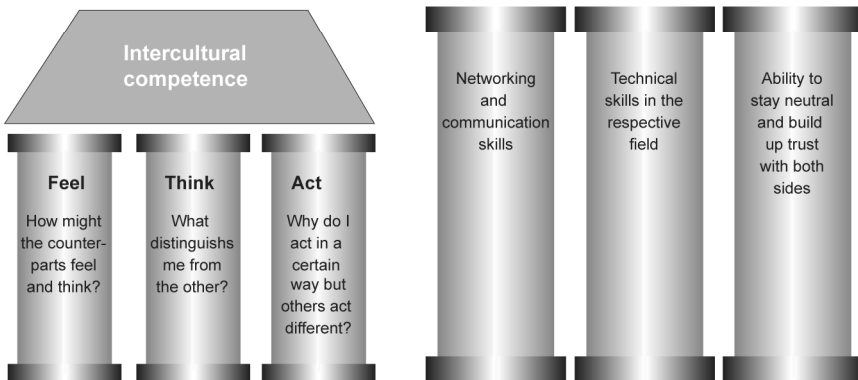 Intercultural
competence
Feel
How might
the counter-
parts feel
and think?
Think
What
distinguishs
me from
the other?
Act
Why do I
act in a
certain
way but
others act
different?
Networking
and
communication
skills
Technical
skills in the
respective
field
Ability to
stay neutral
and build
up trust
with both
sides